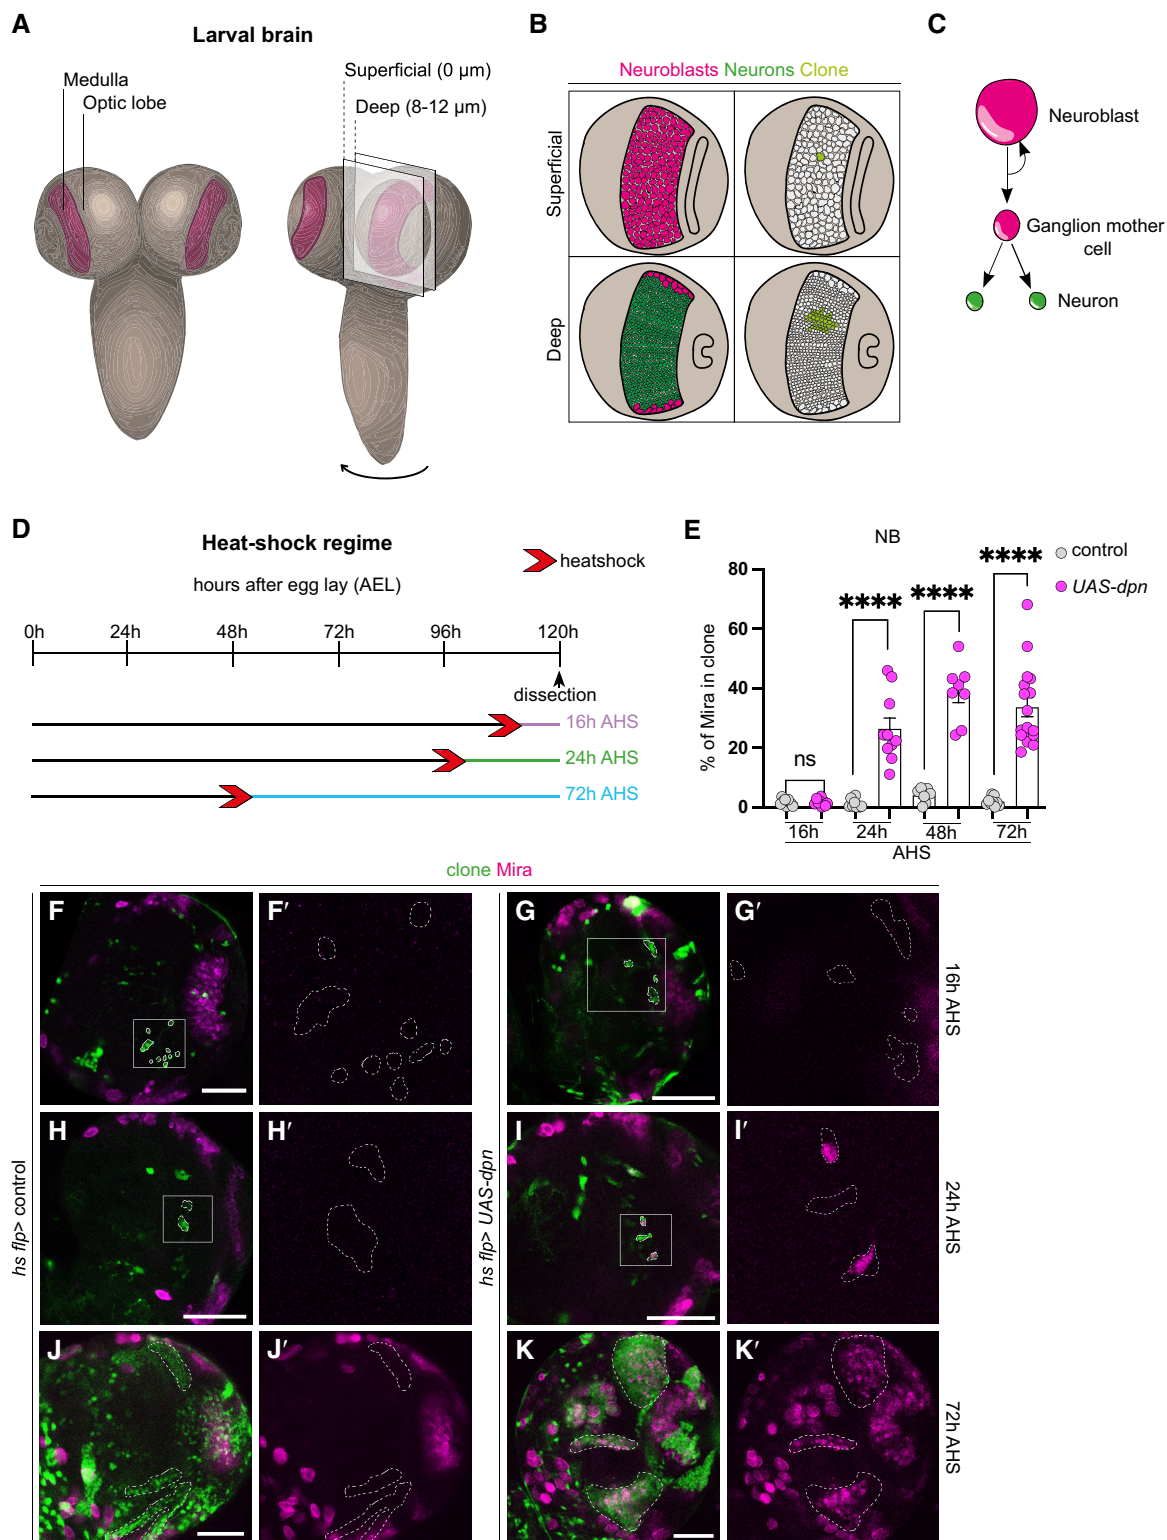 A
Larval brain
Medulla
Optic lobe
Superficial (0 µm)
Deep (8-12 µm)
B
Neuroblasts Neurons Clone
Superficial
Deep
C
Neuroblast
Ganglion mother
cell
Neuron
D
Heat-shock regime
heatshock
hours after egg lay (AEL)
0h 24h 48h 72h 96h 120h
dissection
16h AHS
24h AHS
72h AHS
E
NB
control
UAS-dpn
% of Mira in clone
80
60
40
20
0
ns
****
****
****
16h 24h 48h 72h
AHS
clone Mira
hs flp> control
hs flp> UAS-dpn
F F′ G G′
16h AHS
H H′ I I′
24h AHS
J J′ K K′
72h AHS